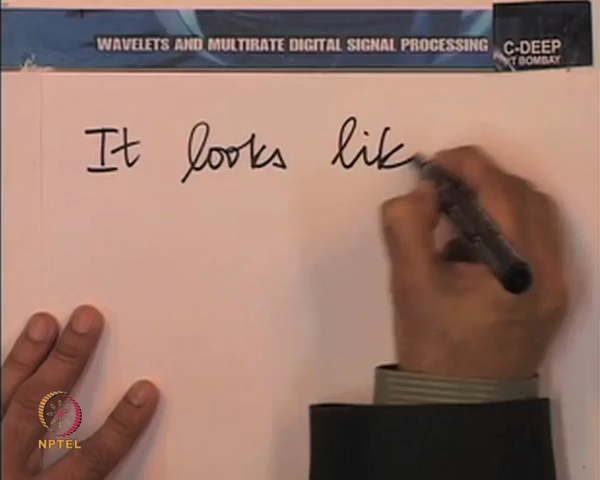 WAVELETS AND MULTIRATE DIGITAL SIGNAL PROCESSING
C-DEEP
IIT BOMBAY
It looks lik
NPTEL